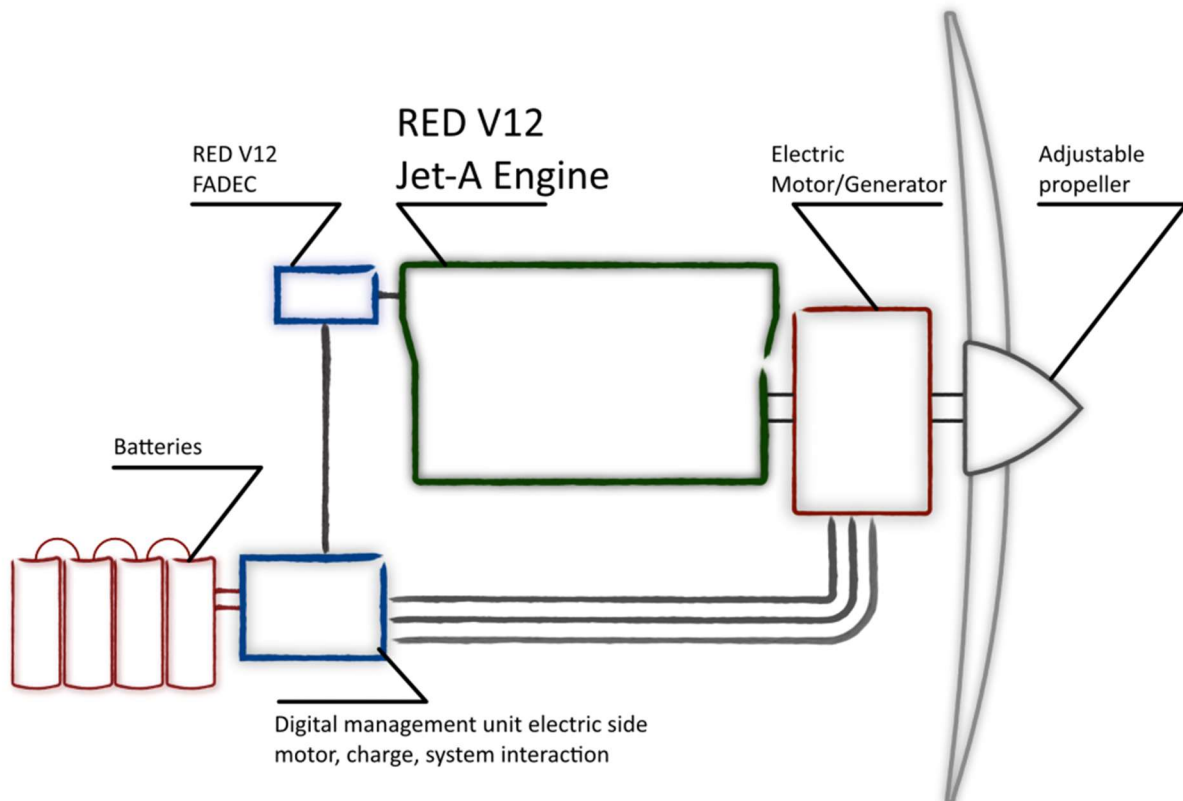 RED V12
FADEC
RED V12
Jet-A Engine
Electric
Motor/Generator
Adjustable
propeller
Batteries
Digital management unit electric side
motor, charge, system interaction